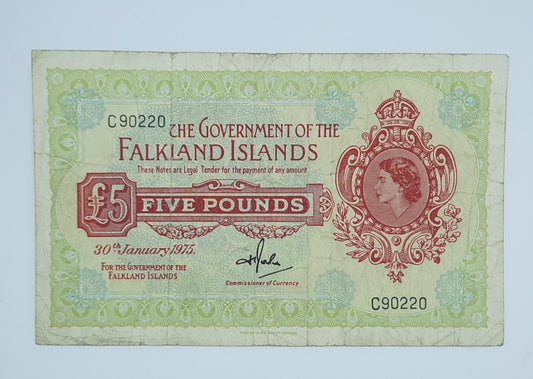 C90220
THE GOVERNMENT OF THE
FALKLAND ISLANDS
These Notes are Legal Tender for the payment of any amount
£5
FIVE POUNDS
30th January 1975.
FOR THE GOVERNMENT OF THE
FALKLAND ISLANDS
Commissioner of Currency
C90220